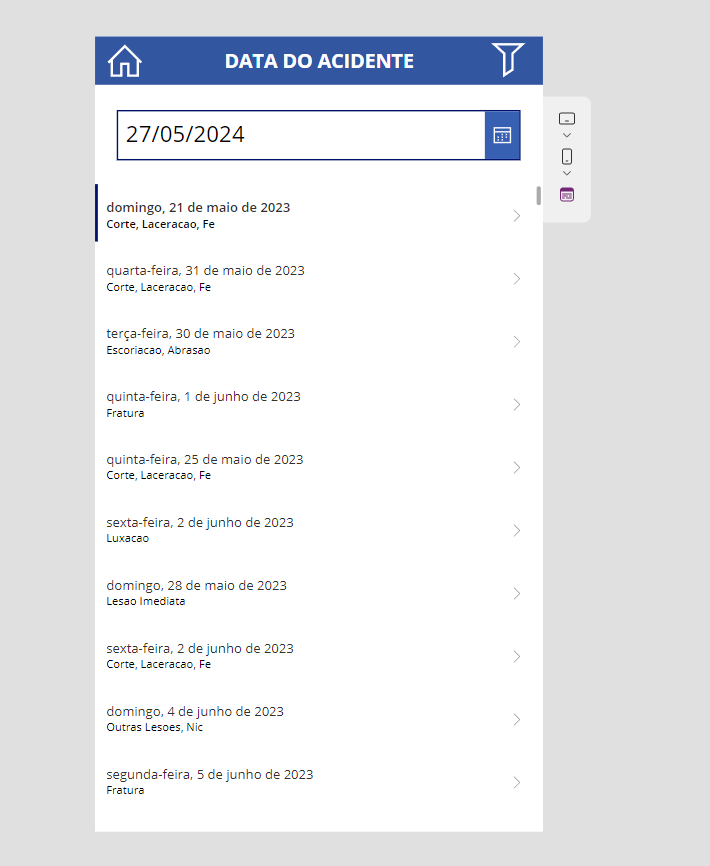 DATA DO ACIDENTE
27/05/2024
domingo, 21 de maio de 2023
Corte, Laceracao, Fe
quarta-feira, 31 de maio de 2023
Corte, Laceracao, Fe
terça-feira, 30 de maio de 2023
Escoriacao, Abrasao
quinta-feira, 1 de junho de 2023
Fratura
quinta-feira, 25 de maio de 2023
Corte, Laceracao, Fe
sexta-feira, 2 de junho de 2023
Luxacao
domingo, 28 de maio de 2023
Lesao Imediata
sexta-feira, 2 de junho de 2023
Corte, Laceracao, Fe
domingo, 4 de junho de 2023
Outras Lesoes, Nic
segunda-feira, 5 de junho de 2023
Fratura